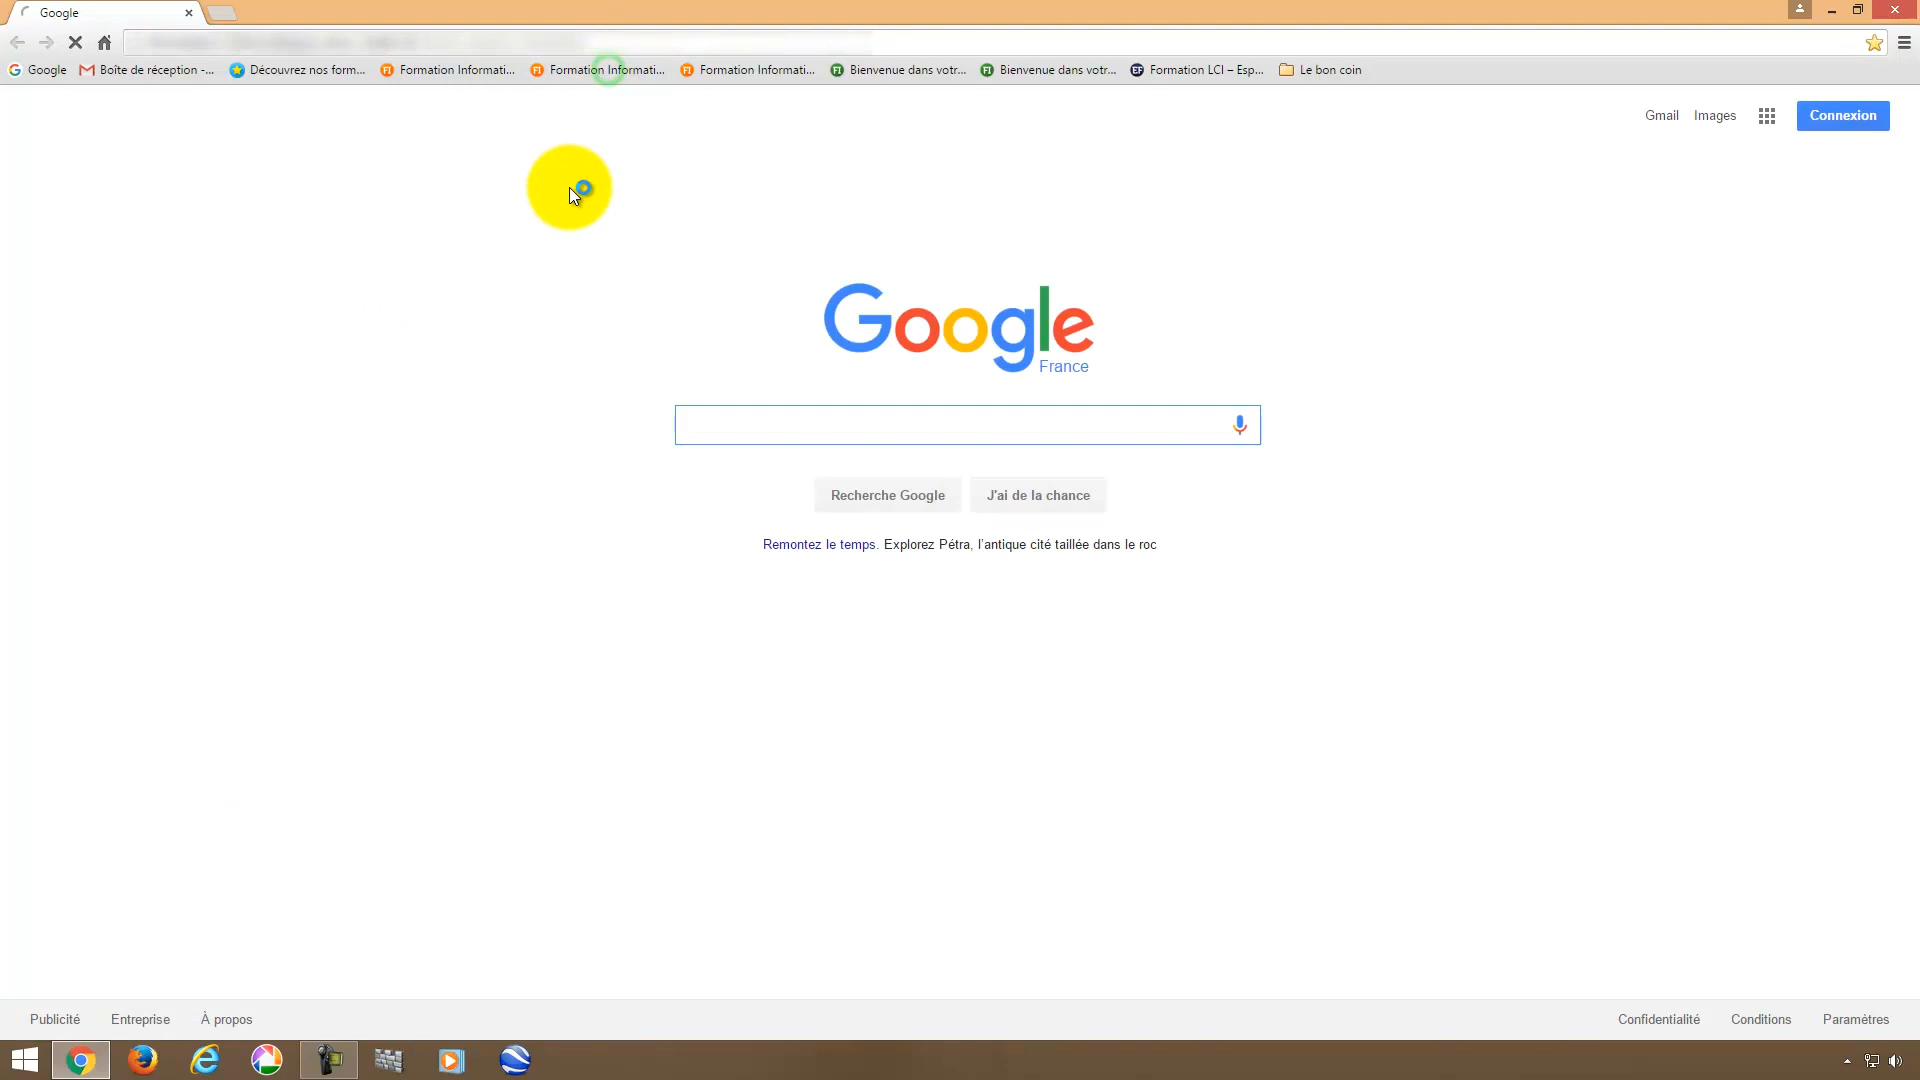 Google
Google
Boîte de réception -...
Découvrez nos form...
Formation Informati...
Formation Informati...
Formation Informati...
Bienvenue dans votr...
Bienvenue dans votr...
Formation LCI – Esp...
Le bon coin
Gmail
Images
Connexion
Google
France
Recherche Google
J'ai de la chance
Remontez le temps. Explorez Pétra, l’antique cité taillée dans le roc
Publicité
Entreprise
À propos
Confidentialité
Conditions
Paramètres